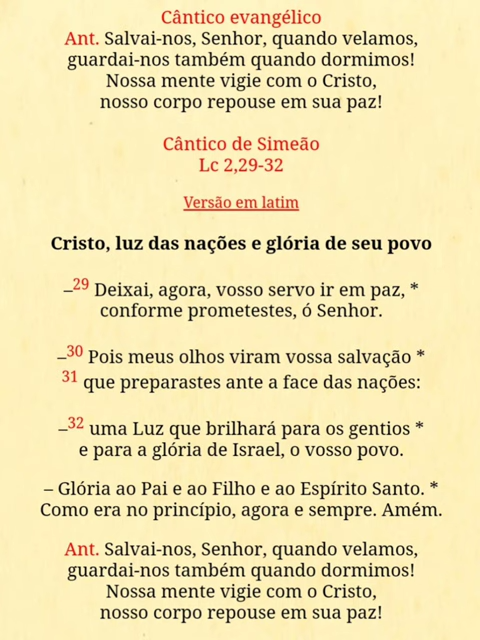 Cântico evangélico
Ant. Salvai-nos, Senhor, quando velamos,
guardai-nos também quando dormimos!
Nossa mente vigie com o Cristo,
nosso corpo repouse em sua paz!
Cântico de Simeão
Lc 2,29-32
Versão em latim
Cristo, luz das nações e glória de seu povo
–29 Deixai, agora, vosso servo ir em paz, *
conforme prometestes, ó Senhor.
–30 Pois meus olhos viram vossa salvação *
31 que preparastes ante a face das nações:
–32 uma Luz que brilhará para os gentios *
e para a glória de Israel, o vosso povo.
– Glória ao Pai e ao Filho e ao Espírito Santo. *
Como era no princípio, agora e sempre. Amém.
Ant. Salvai-nos, Senhor, quando velamos,
guardai-nos também quando dormimos!
Nossa mente vigie com o Cristo,
nosso corpo repouse em sua paz!